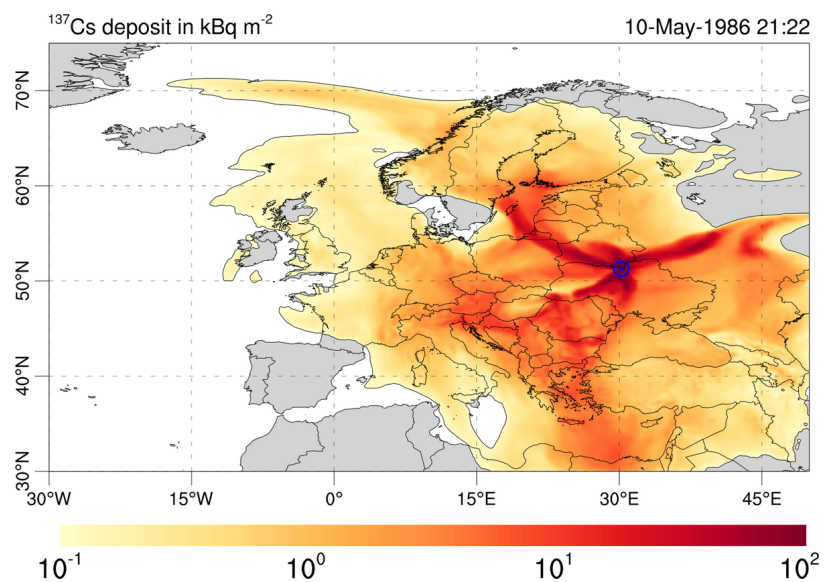 ¹³⁷Cs deposit in kBq m⁻² 10-May-1986 21:22
70°N
60°N
50°N
40°N
30°N
30°W 15°W 0° 15°E 30°E 45°E
10⁻¹ 10⁰ 10¹ 10²